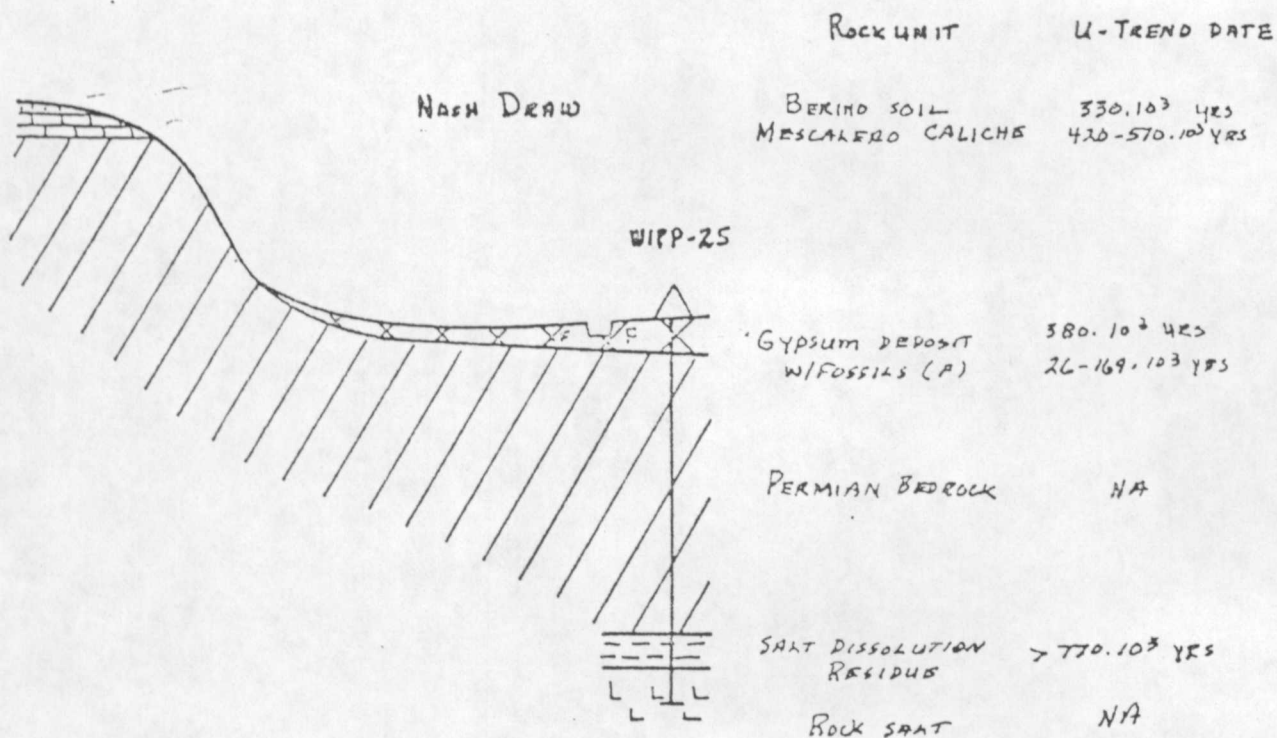 ROCK UNIT U-TREND DATE
NASH DRAW
BERINO SOIL 330.10³ YRS
MESCALERO CALICHE 420-570.10³ YRS
WIPP-25
GYPSUM DEPOSIT 380.10³ YRS
W/FOSSILS (F) 26-169.10³ YRS
F F
PERMIAN BEDROCK NA
SALT DISSOLUTION > 770.10³ YRS
RESIDUE
ROCK SALT NA